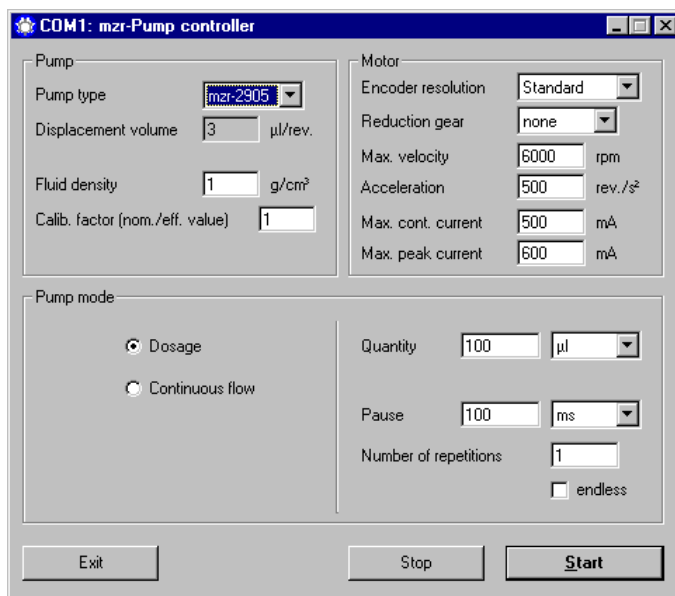 COM1: mzr-Pump controller
Pump
Pump type mzr-2905
Displacement volume 3 µl/rev.
Fluid density 1 g/cm³
Calib. factor (nom./eff. value) 1
Motor
Encoder resolution Standard
Reduction gear none
Max. velocity 6000 rpm
Acceleration 500 rev./s²
Max. cont. current 500 mA
Max. peak current 600 mA
Pump mode
Dosage
Continuous flow
Quantity 100 µl
Pause 100 ms
Number of repetitions 1
endless
Exit Stop Start